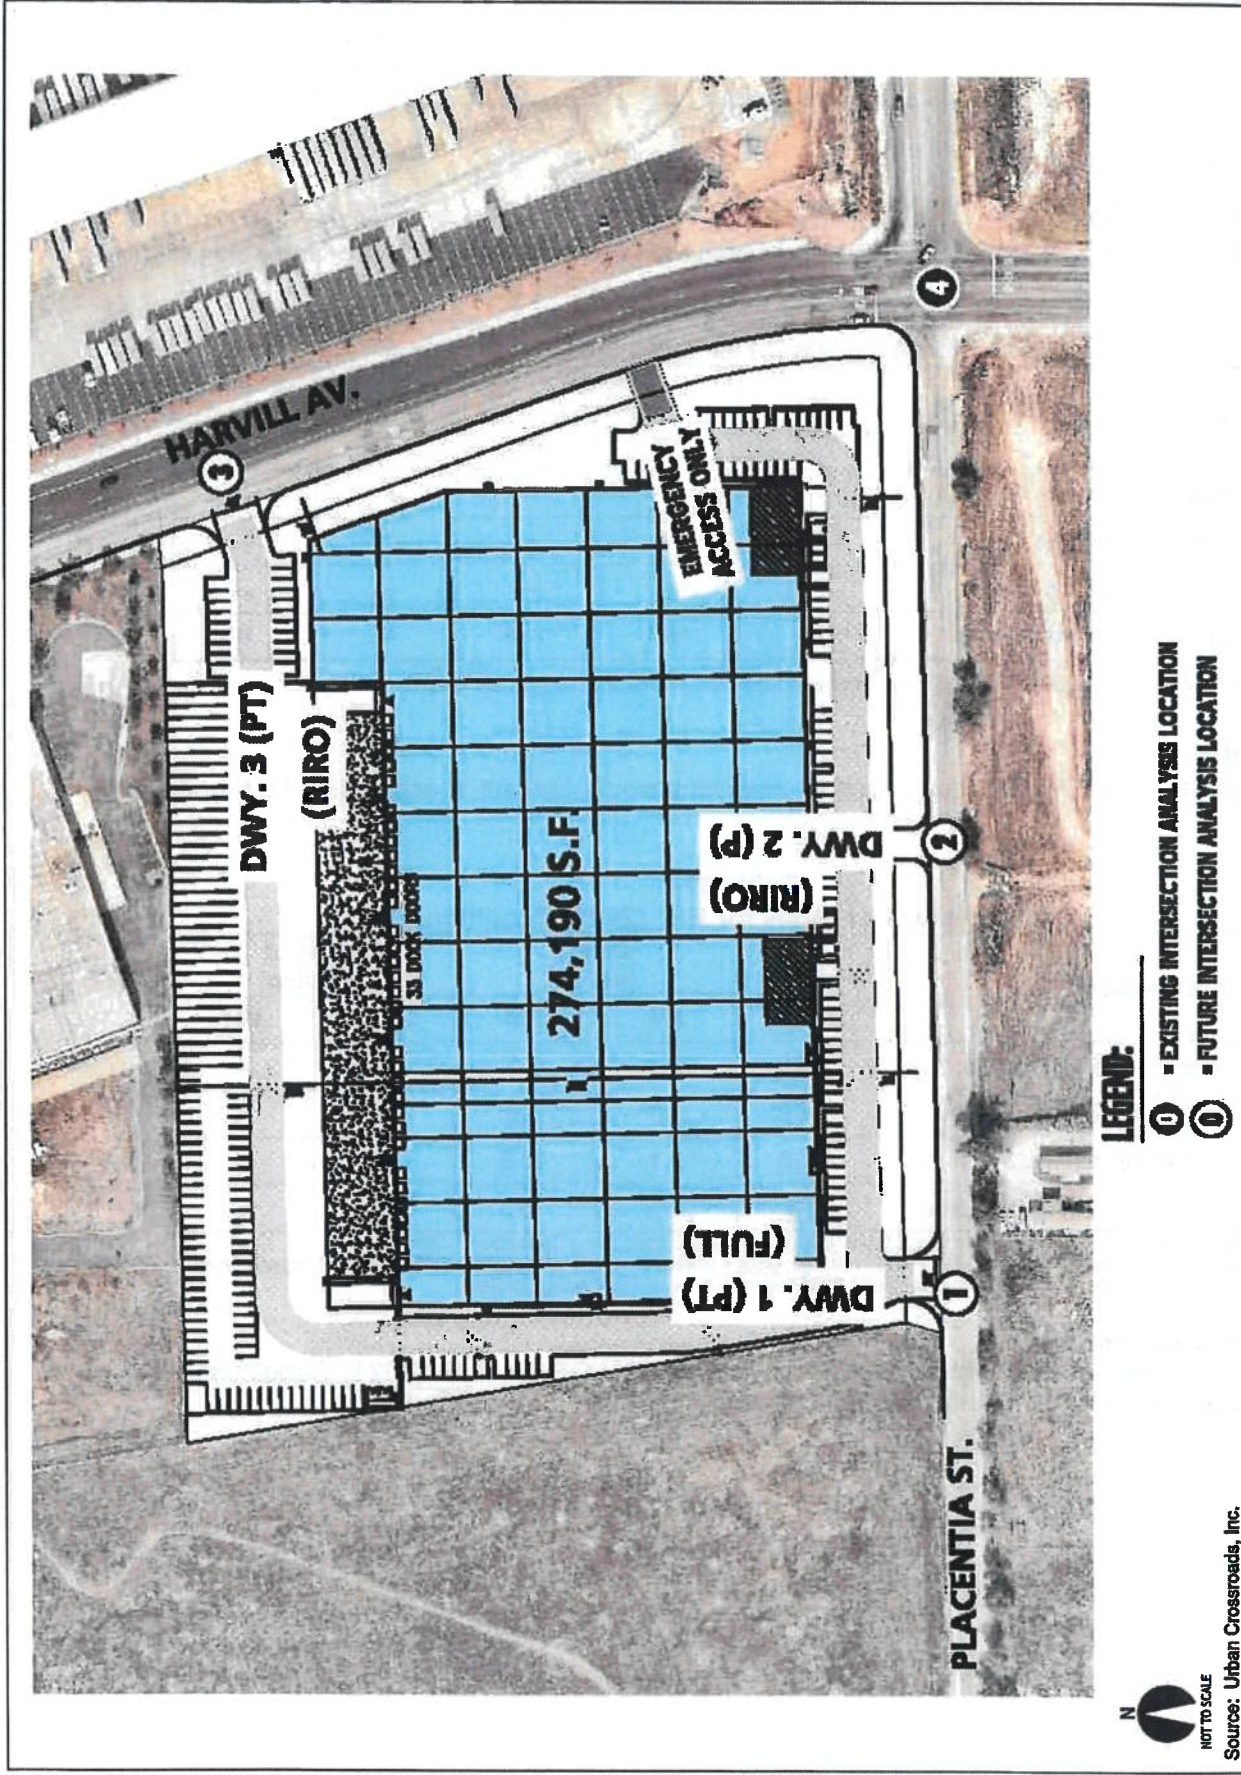 HARVILL AV.
3
DWY. 3 (PT)
(RIRO)
33 DOCK DOORS
274,190 S.F.
EMERGENCY
ACCESS ONLY
4
DWY. 2 (P)
(RIRO)
2
DWY. 1 (PT)
(FULL)
1
PLACENTIA ST.
LEGEND:
0 = EXISTING INTERSECTION ANALYSIS LOCATION
0 = FUTURE INTERSECTION ANALYSIS LOCATION
N
NOT TO SCALE
Source: Urban Crossroads, Inc.